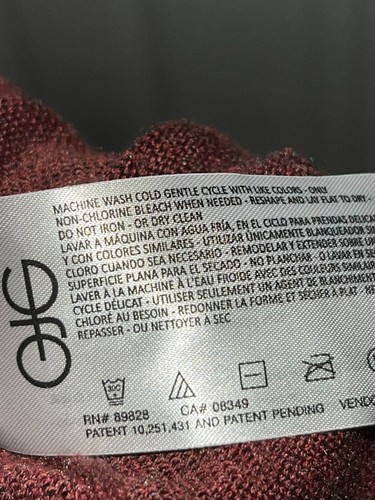 MACHINE WASH COLD GENTLE CYCLE WITH LIKE COLORS - ONLY
NON-CHLORINE BLEACH WHEN NEEDED - RESHAPE AND LAY FLAT TO DRY -
DO NOT IRON - OR DRY CLEAN
LAVAR A MÁQUINA CON AGUA FRÍA, EN EL CICLO PARA PRENDAS DELICA
Y CON COLORES SIMILARES - UTILIZAR ÚNICAMENTE BLANQUEADOR SI
CLORO CUANDO SEA NECESARIO - REMODELAR Y EXTENDER SOBRE UN
SUPERFICIE PLANA PARA EL SECADO - NO PLANCHAR - O LAVAR EN SE
LAVER À LA MACHINE À L'EAU FROIDE AVEC DES COULEURS SIMILAI
CYCLE DÉLICAT - UTILISER SEULEMENT UN AGENT DE BLANCHIMENT
CHLORÉ AU BESOIN - REDONNER LA FORME ET SÉCHER À PLAT - NE
REPASSER - OU NETTOYER À SEC
30C
RN# 89828 CA# 08349
PATENT 10,251,431 AND PATENT PENDING VENDO